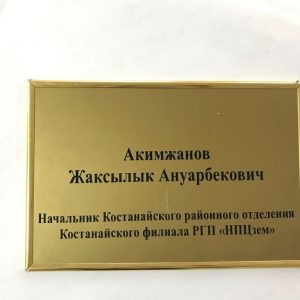 Акимжанов
Жаксылык Ануарбекович
Начальник Костанайского районного отделения
Костанайского филиала РГП «НПЦзем»